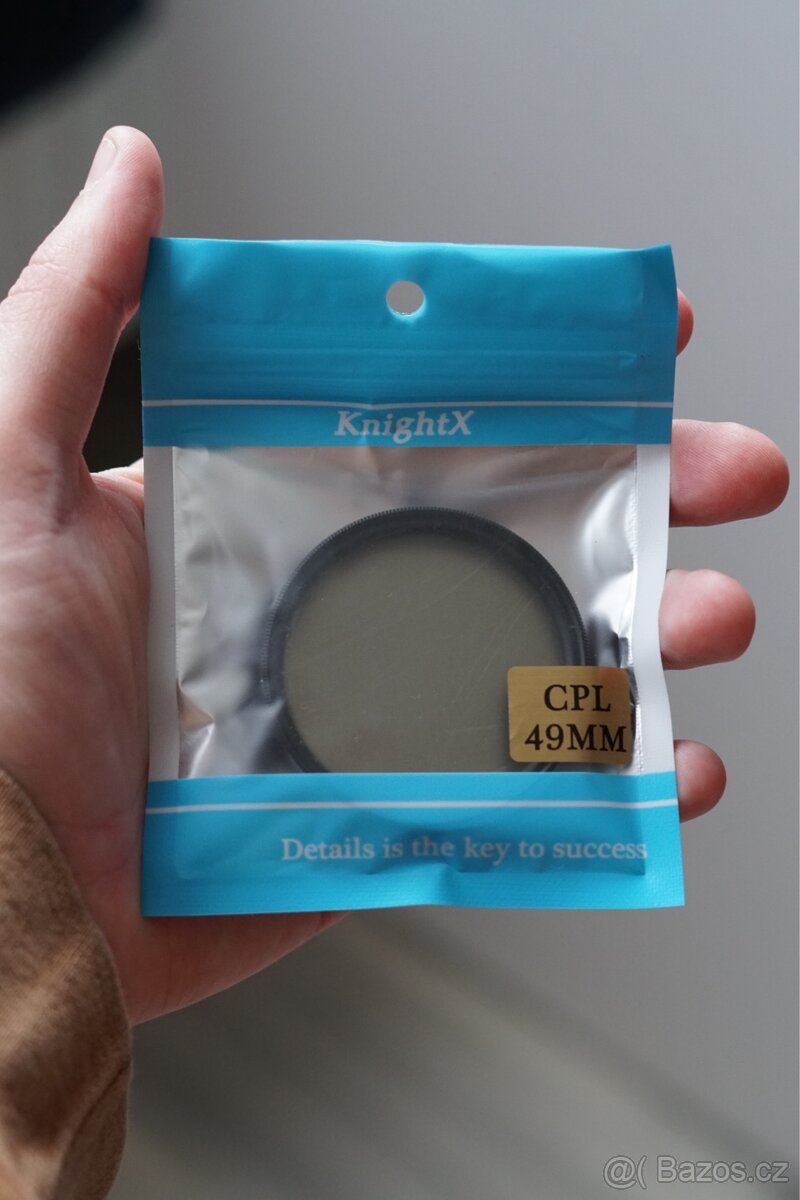 KnightX
CPL
49MM
Details is the key to success
@( Bazos.cz